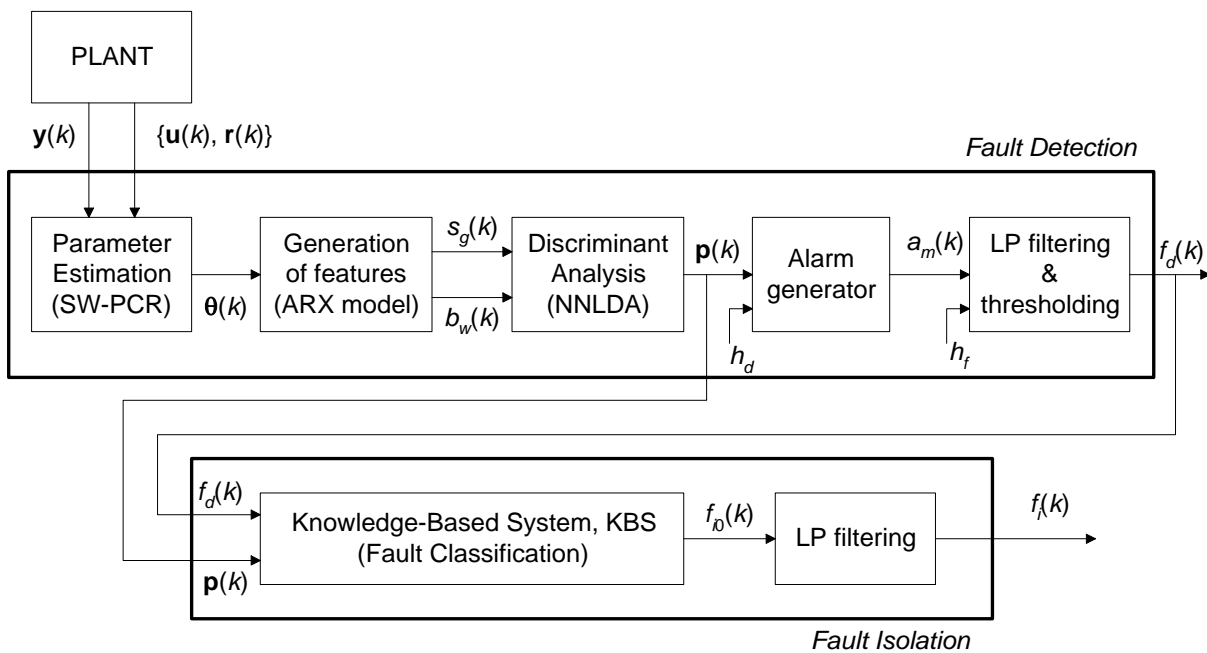 PLANT
y(k)
{u(k), r(k)}
Fault Detection
Parameter
Estimation
(SW-PCR)
θ(k)
Generation
of features
(ARX model)
s_g(k)
b_w(k)
Discriminant
Analysis
(NNLDA)
p(k)
h_d
Alarm
generator
a_m(k)
h_f
LP filtering
&
thresholding
f_d(k)
f_d(k)
p(k)
Knowledge-Based System, KBS
(Fault Classification)
f_i0(k)
LP filtering
f_i(k)
Fault Isolation